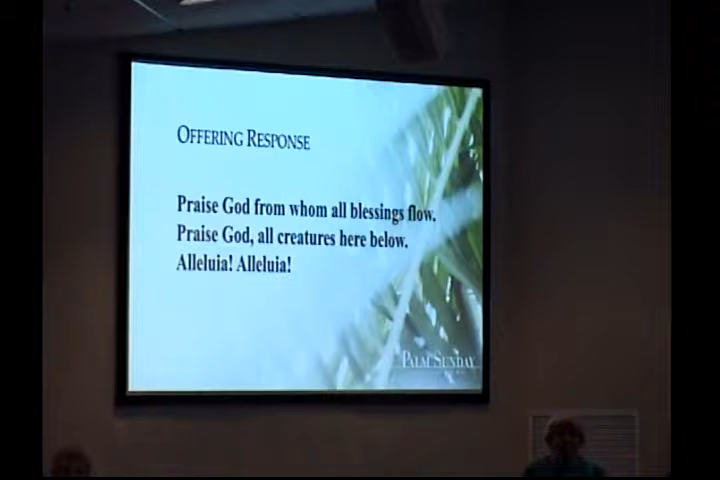 OFFERING RESPONSE
Praise God from whom all blessings flow.
Praise God, all creatures here below.
Alleluia! Alleluia!
PALM SUNDAY